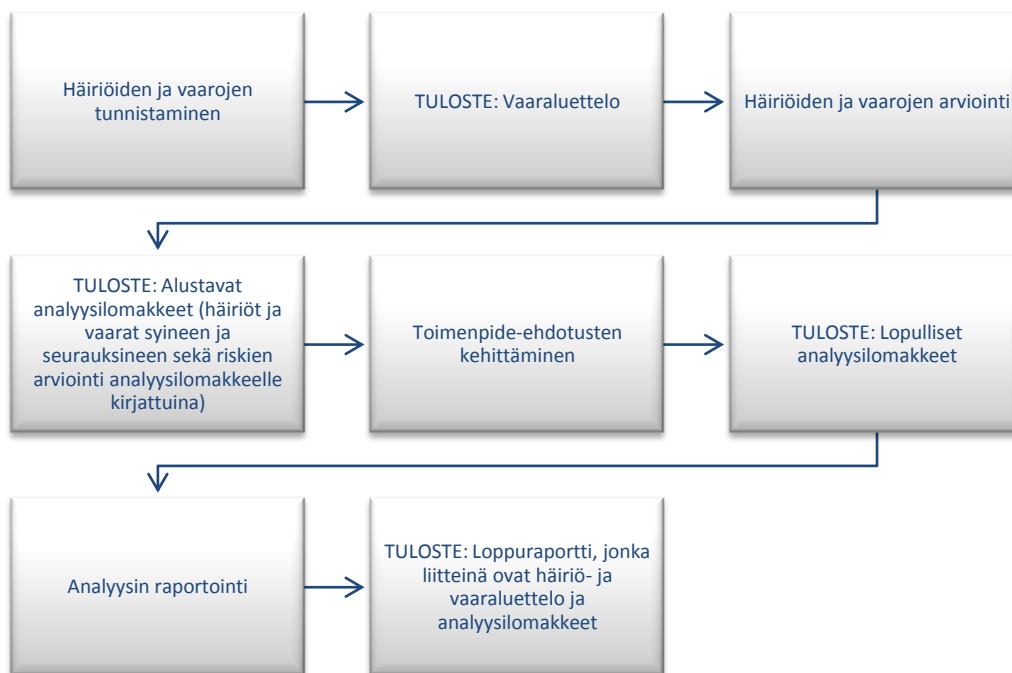 Häiriöiden ja vaarojen
tunnistaminen
TULOSTE: Vaaraluettelo
Häiriöiden ja vaarojen arviointi
TULOSTE: Alustavat
analyysilomakkeet (häiriöt ja
vaarat syineen ja
seurauksineen sekä riskien
arviointi analyysilomakkeelle
kirjattuina)
Toimenpide-ehdotusten
kehittäminen
TULOSTE: Lopulliset
analyysilomakkeet
Analyysin raportointi
TULOSTE: Loppuraportti, jonka
liitteinä ovat häiriö- ja
vaaraluettelo ja
analyysilomakkeet